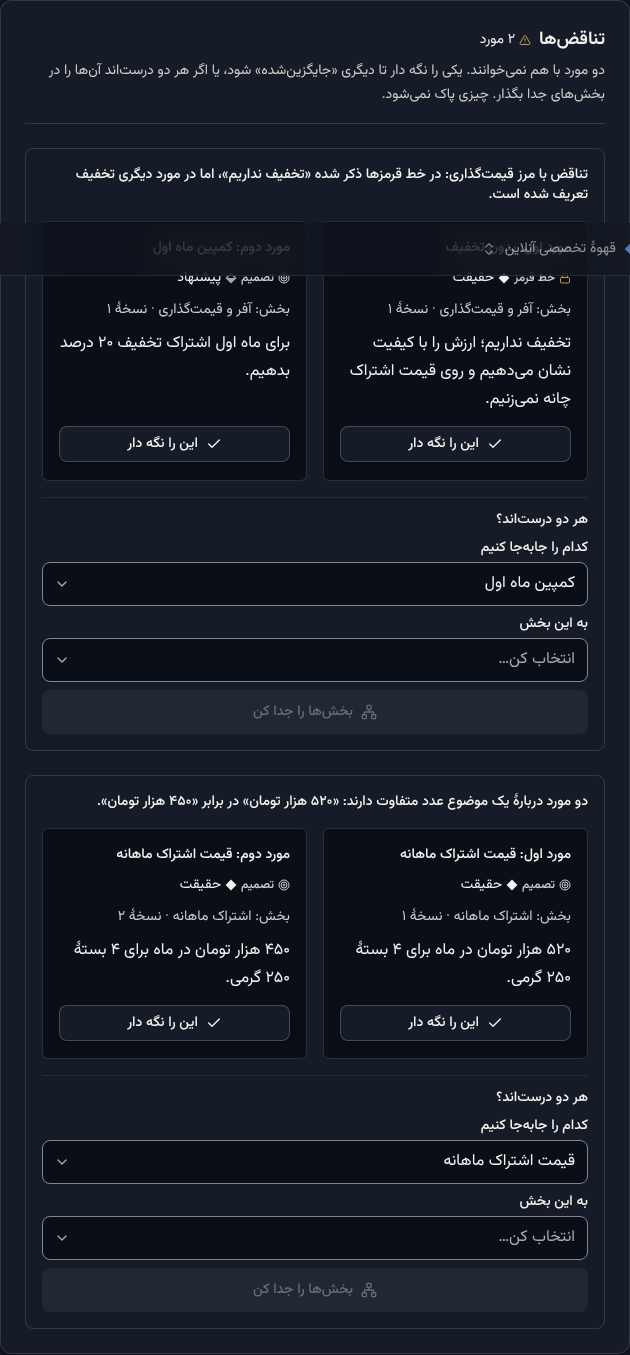 تناقض‌ها ۲ مورد
دو مورد با هم نمی‌خوانند. یکی را نگه دار تا دیگری «جایگزین‌شده» شود، یا اگر هر دو درست‌اند آن‌ها را در
بخش‌های جدا بگذار. چیزی پاک نمی‌شود.
تناقض با مرز قیمت‌گذاری: در خط قرمزها ذکر شده «تخفیف نداریم»، اما در مورد دیگری تخفیف
تعریف شده است.
قهوهٔ تخصصی آنلاین
مورد دوم: کمپین ماه اول
خط قرمز حقیقت
بخش: آفر و قیمت‌گذاری · نسخهٔ ۱
تخفیف نداریم؛ ارزش را با کیفیت
نشان می‌دهیم و روی قیمت اشتراک
چانه نمی‌زنیم.
این را نگه دار
تصمیم پیشنهاد
بخش: آفر و قیمت‌گذاری · نسخهٔ ۱
برای ماه اول اشتراک تخفیف ۲۰ درصد
بدهیم.
این را نگه دار
هر دو درست‌اند؟
کدام را جابه‌جا کنیم
کمپین ماه اول
به این بخش
انتخاب کن…
بخش‌ها را جدا کن
دو مورد دربارهٔ یک موضوع عدد متفاوت دارند: «۵۲۰ هزار تومان» در برابر «۴۵۰ هزار تومان».
مورد اول: قیمت اشتراک ماهانه
تصمیم حقیقت
بخش: اشتراک ماهانه · نسخهٔ ۱
۵۲۰ هزار تومان در ماه برای ۴ بستهٔ
۲۵۰ گرمی.
این را نگه دار
مورد دوم: قیمت اشتراک ماهانه
تصمیم حقیقت
بخش: اشتراک ماهانه · نسخهٔ ۲
۴۵۰ هزار تومان در ماه برای ۴ بستهٔ
۲۵۰ گرمی.
این را نگه دار
هر دو درست‌اند؟
کدام را جابه‌جا کنیم
قیمت اشتراک ماهانه
به این بخش
انتخاب کن…
بخش‌ها را جدا کن